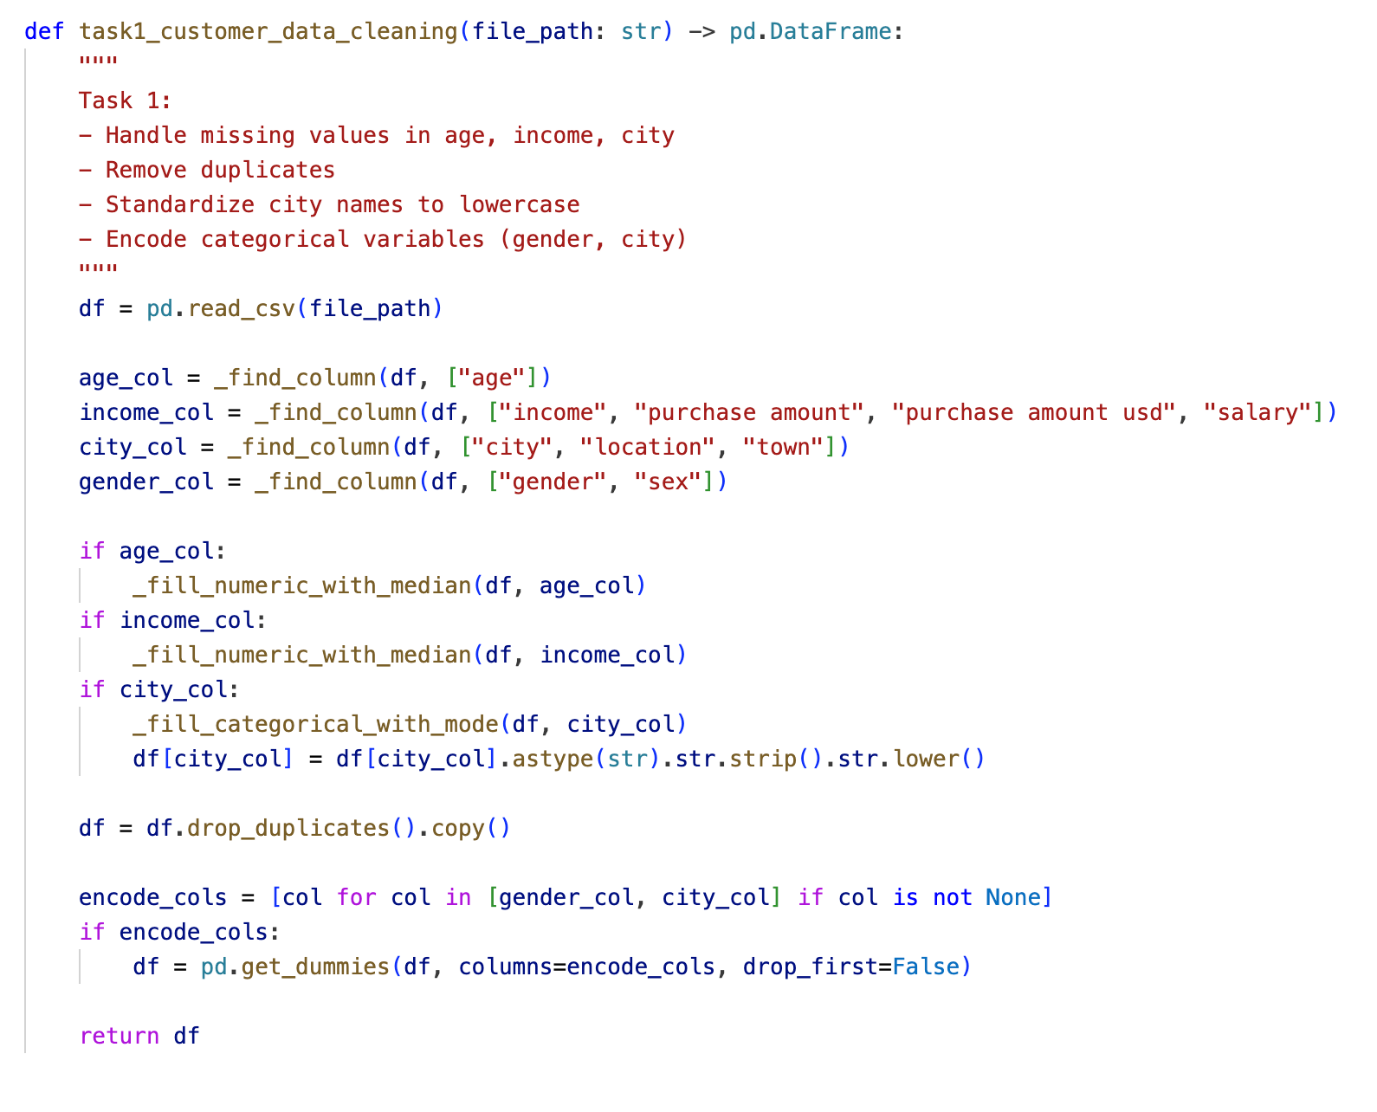 def task1_customer_data_cleaning(file_path: str) -> pd.DataFrame:
    """
    Task 1:
    - Handle missing values in age, income, city
    - Remove duplicates
    - Standardize city names to lowercase
    - Encode categorical variables (gender, city)
    """
    df = pd.read_csv(file_path)

    age_col = _find_column(df, ["age"])
    income_col = _find_column(df, ["income", "purchase amount", "purchase amount usd", "salary"])
    city_col = _find_column(df, ["city", "location", "town"])
    gender_col = _find_column(df, ["gender", "sex"])

    if age_col:
        _fill_numeric_with_median(df, age_col)
    if income_col:
        _fill_numeric_with_median(df, income_col)
    if city_col:
        _fill_categorical_with_mode(df, city_col)
        df[city_col] = df[city_col].astype(str).str.strip().str.lower()

    df = df.drop_duplicates().copy()

    encode_cols = [col for col in [gender_col, city_col] if col is not None]
    if encode_cols:
        df = pd.get_dummies(df, columns=encode_cols, drop_first=False)

    return df